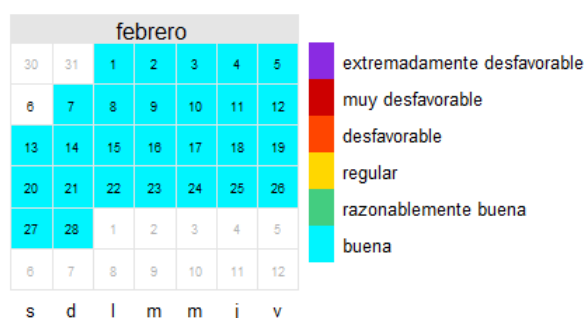 febrero
30 31 1 2 3 4 5
6 7 8 9 10 11 12
13 14 15 16 17 18 19
20 21 22 23 24 25 26
27 28 1 2 3 4 5
6 7 8 9 10 11 12
s d l m m j v
extremadamente desfavorable
muy desfavorable
desfavorable
regular
razonablemente buena
buena